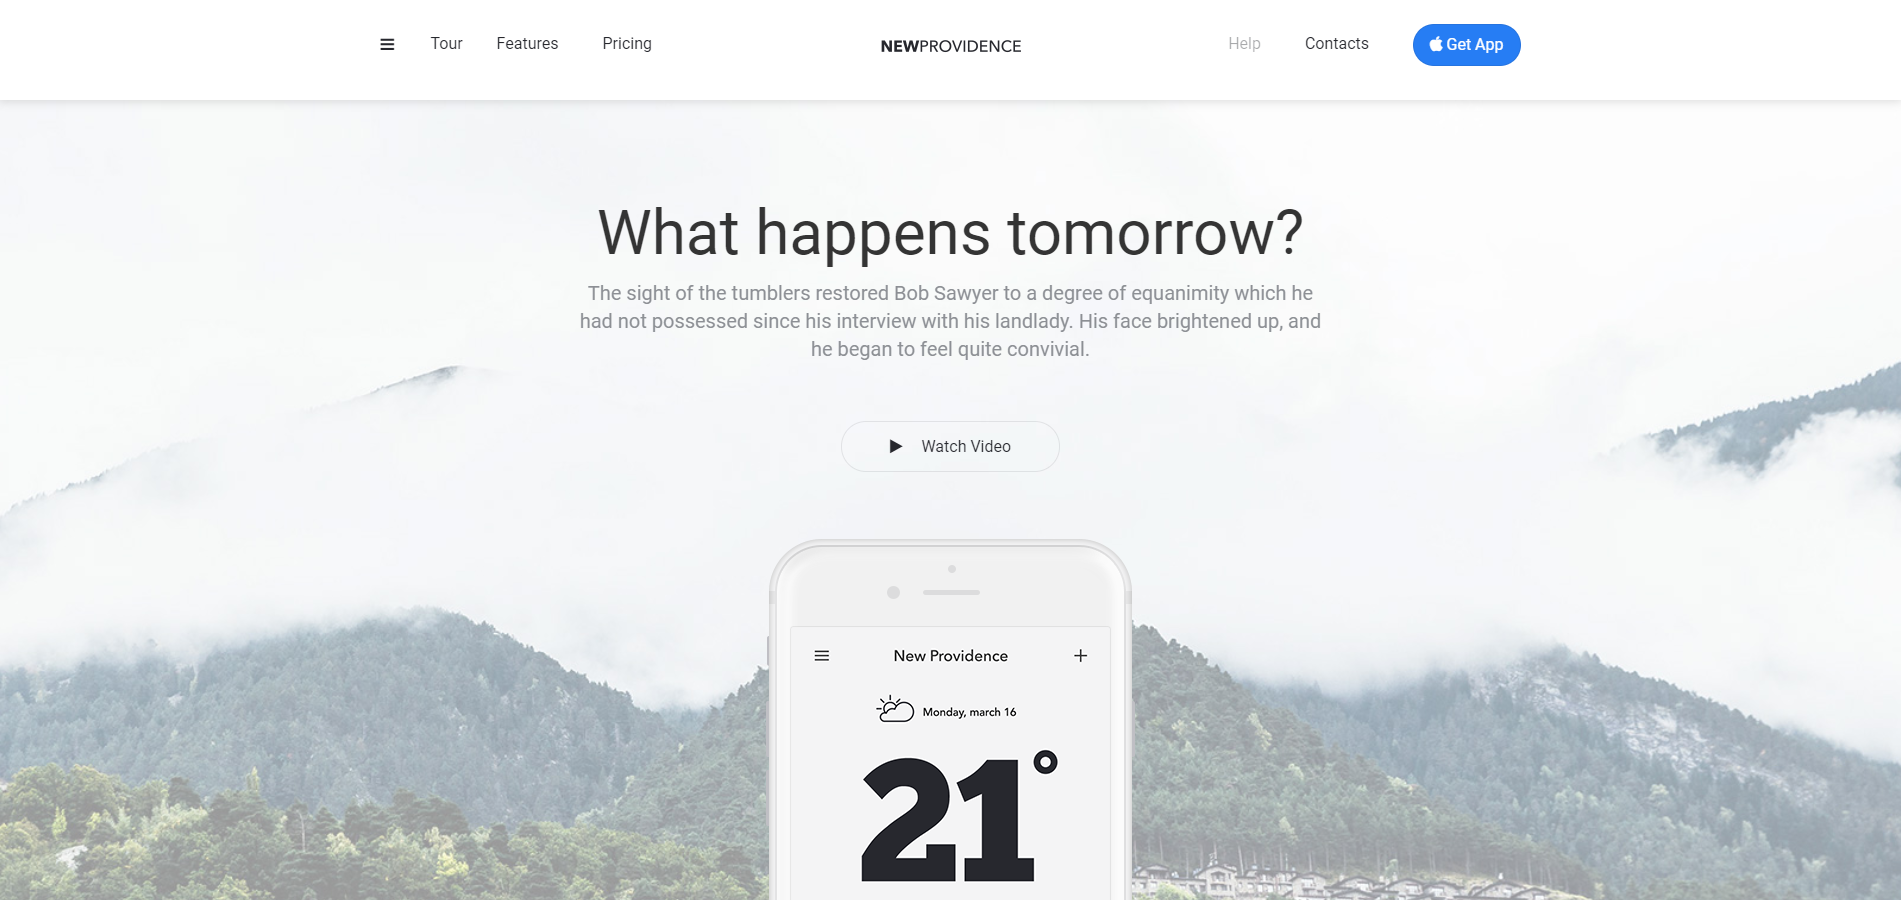 Tour Features Pricing NEWPROVIDENCE Help Contacts Get App
What happens tomorrow?
The sight of the tumblers restored Bob Sawyer to a degree of equanimity which he
had not possessed since his interview with his landlady. His face brightened up, and
he began to feel quite convivial.
Watch Video
New Providence
Monday, march 16
21°